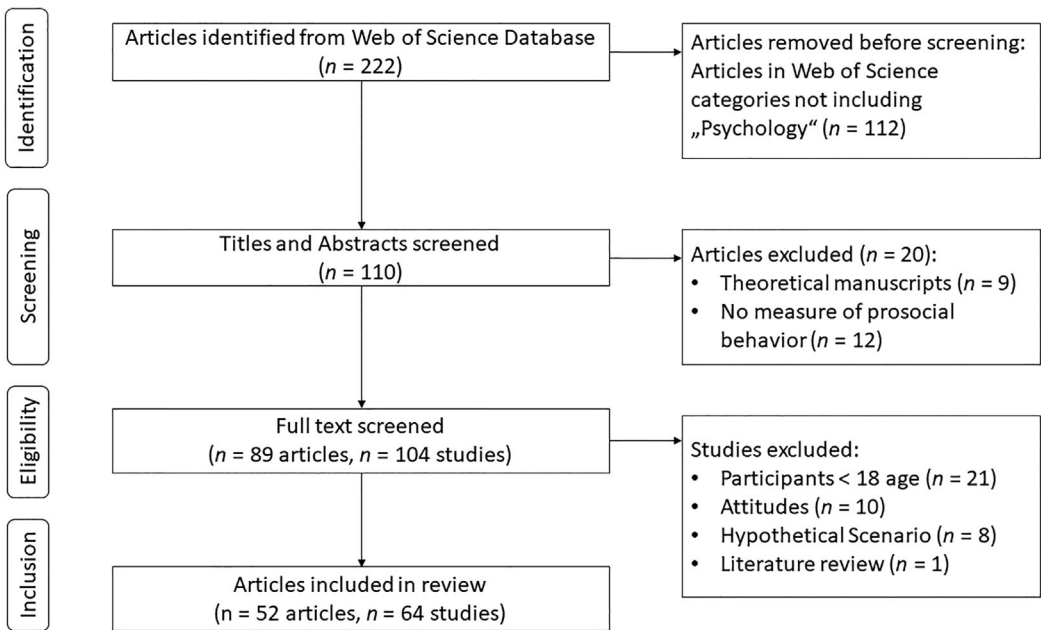 Identification
Articles identified from Web of Science Database
(n = 222)
Articles removed before screening:
Articles in Web of Science
categories not including
„Psychology“ (n = 112)
Screening
Titles and Abstracts screened
(n = 110)
Articles excluded (n = 20):
• Theoretical manuscripts (n = 9)
• No measure of prosocial
behavior (n = 12)
Eligibility
Full text screened
(n = 89 articles, n = 104 studies)
Studies excluded:
• Participants < 18 age (n = 21)
• Attitudes (n = 10)
• Hypothetical Scenario (n = 8)
• Literature review (n = 1)
Inclusion
Articles included in review
(n = 52 articles, n = 64 studies)